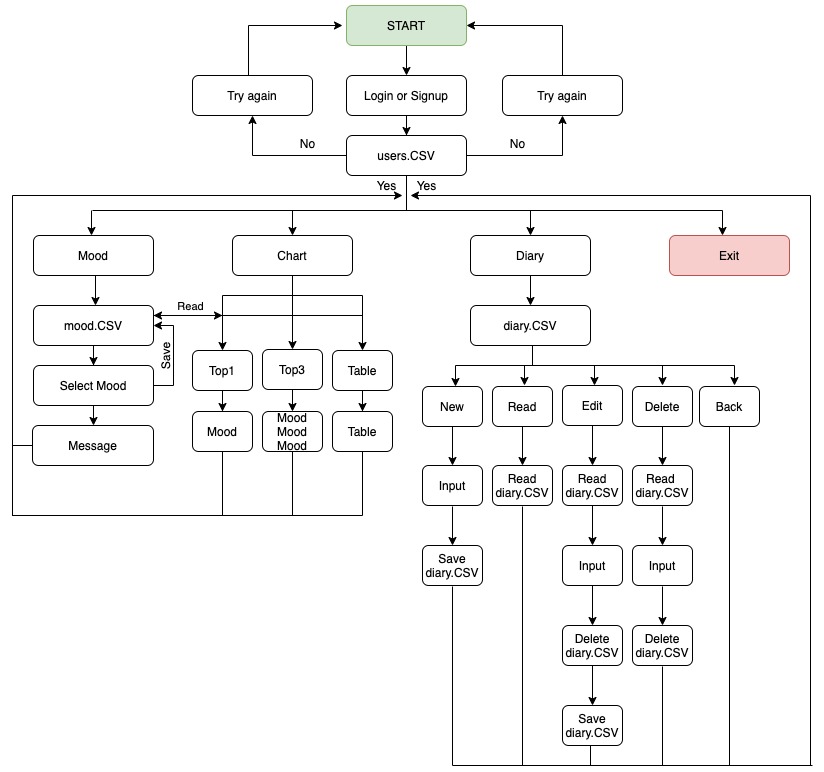 START
Try again
Login or Signup
Try again
No
No
users.CSV
Yes
Yes
Mood
Chart
Diary
Exit
Read
mood.CSV
diary.CSV
Save
Top1
Top3
Table
Select Mood
New
Read
Edit
Delete
Back
Message
Mood
Mood
Mood
Mood
Table
Input
Read
diary.CSV
Read
diary.CSV
Read
diary.CSV
Save
diary.CSV
Input
Input
Delete
diary.CSV
Delete
diary.CSV
Save
diary.CSV